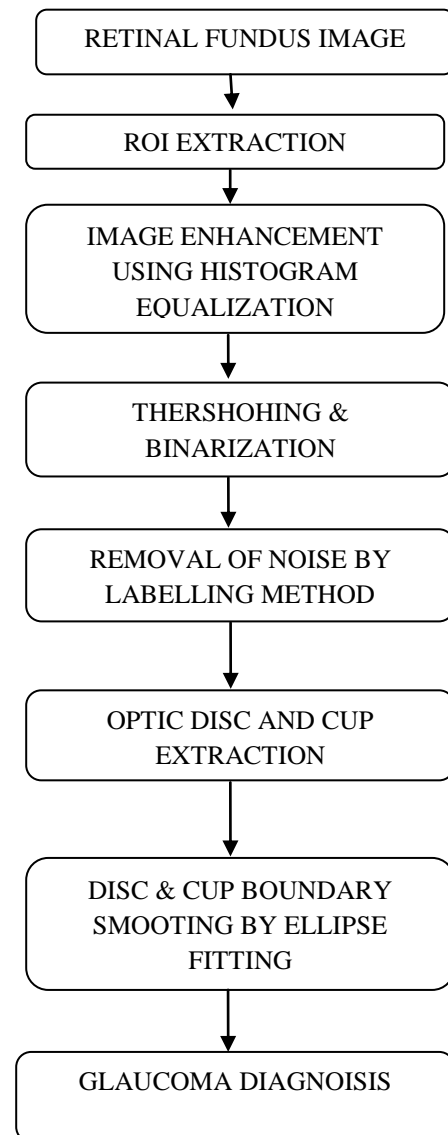 RETINAL FUNDUS IMAGE
ROI EXTRACTION
IMAGE ENHANCEMENT
USING HISTOGRAM
EQUALIZATION
THERSHOHING &
BINARIZATION
REMOVAL OF NOISE BY
LABELLING METHOD
OPTIC DISC AND CUP
EXTRACTION
DISC & CUP BOUNDARY
SMOOTING BY ELLIPSE
FITTING
GLAUCOMA DIAGNOISIS